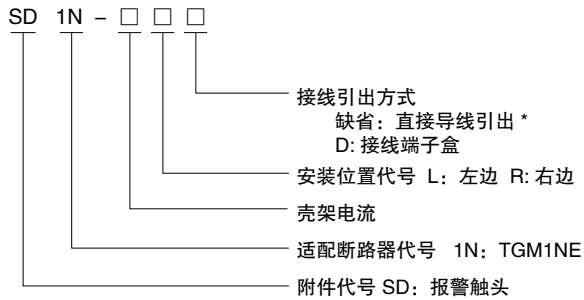 SD 1N – □ □ □
接线引出方式
缺省：直接导线引出 *
D: 接线端子盒
安装位置代号 L：左边 R: 右边
壳架电流
适配断路器代号 1N：TGM1NE
附件代号 SD：报警触头